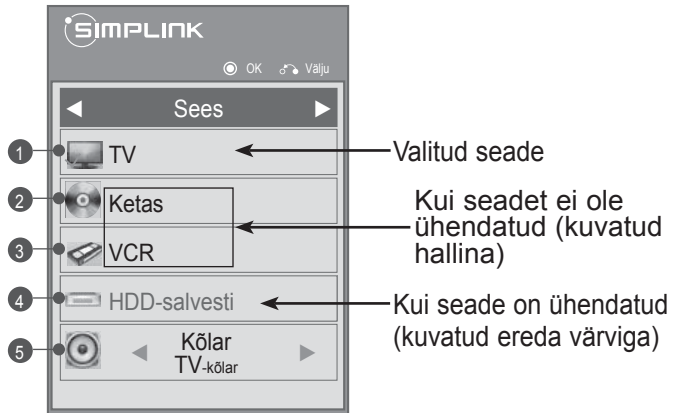 SIMPLINK
OK Välju
Sees
1 TV
Valitud seade
2 Ketas
3 VCR
Kui seadet ei ole
ühendatud (kuvatud
hallina)
4 HDD-salvesti
Kui seade on ühendatud
(kuvatud ereda värviga)
5 Kõlar
TV-kõlar